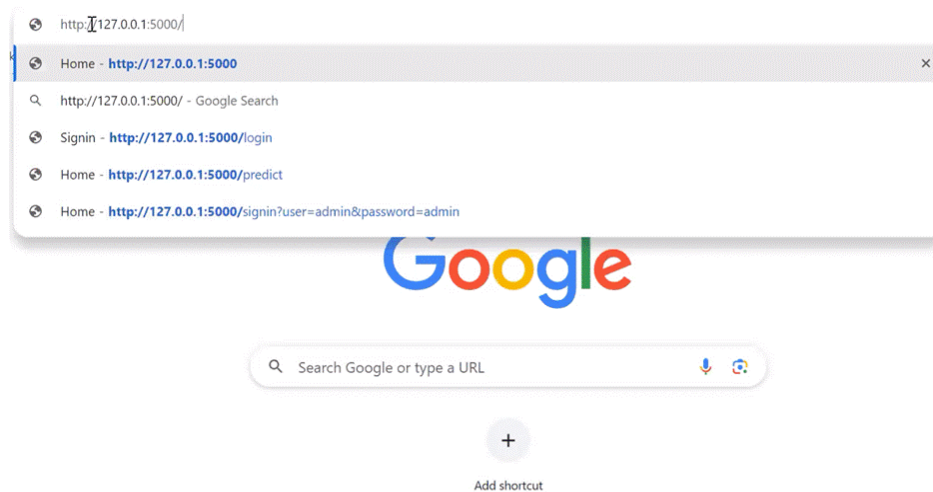 http://127.0.0.1:5000/
Home - http://127.0.0.1:5000
http://127.0.0.1:5000/ - Google Search
Signin - http://127.0.0.1:5000/login
Home - http://127.0.0.1:5000/predict
Home - http://127.0.0.1:5000/signin?user=admin&password=admin
Google
Search Google or type a URL
Add shortcut